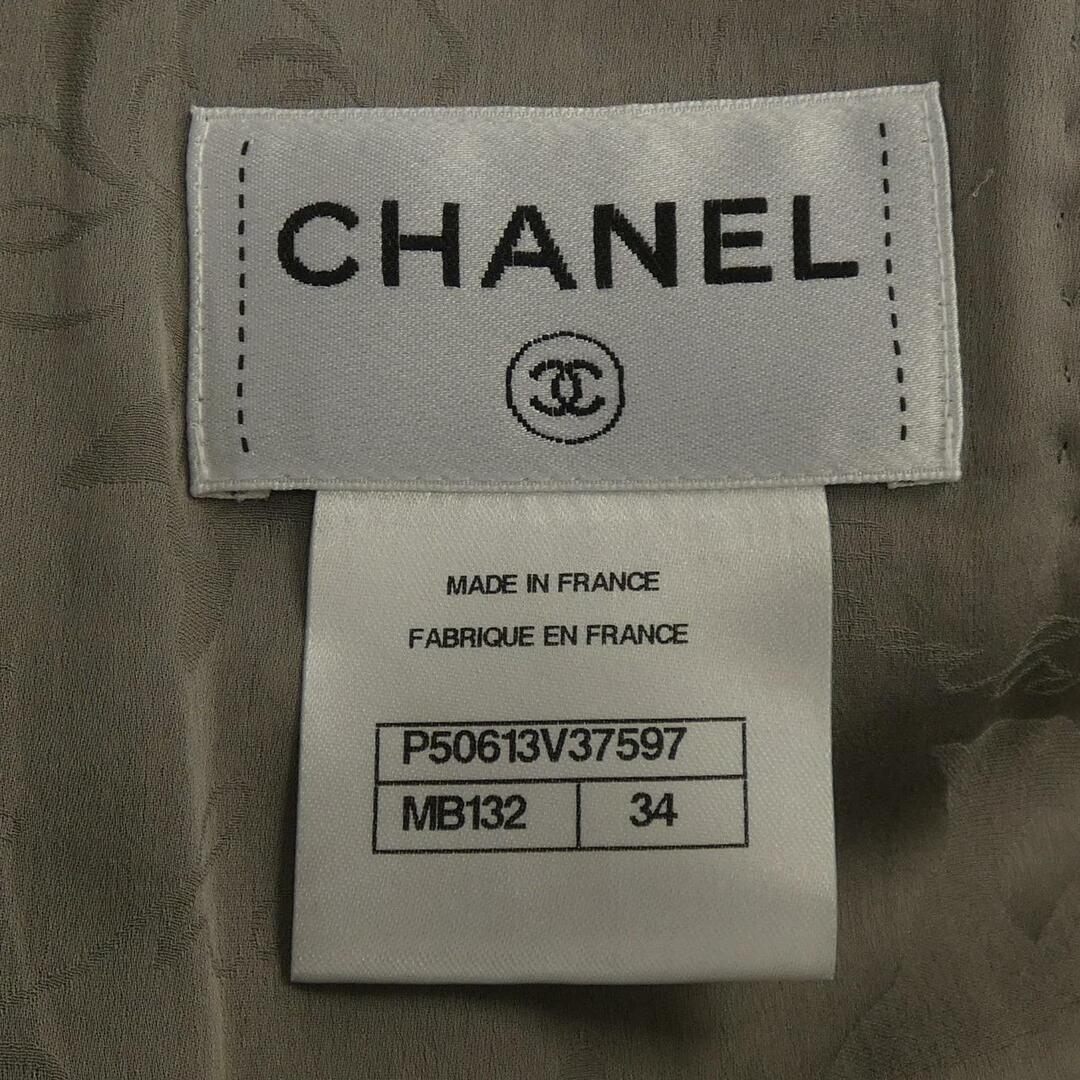 CHANEL
MADE IN FRANCE
FABRIQUE EN FRANCE
P50613V37597
MB132 34